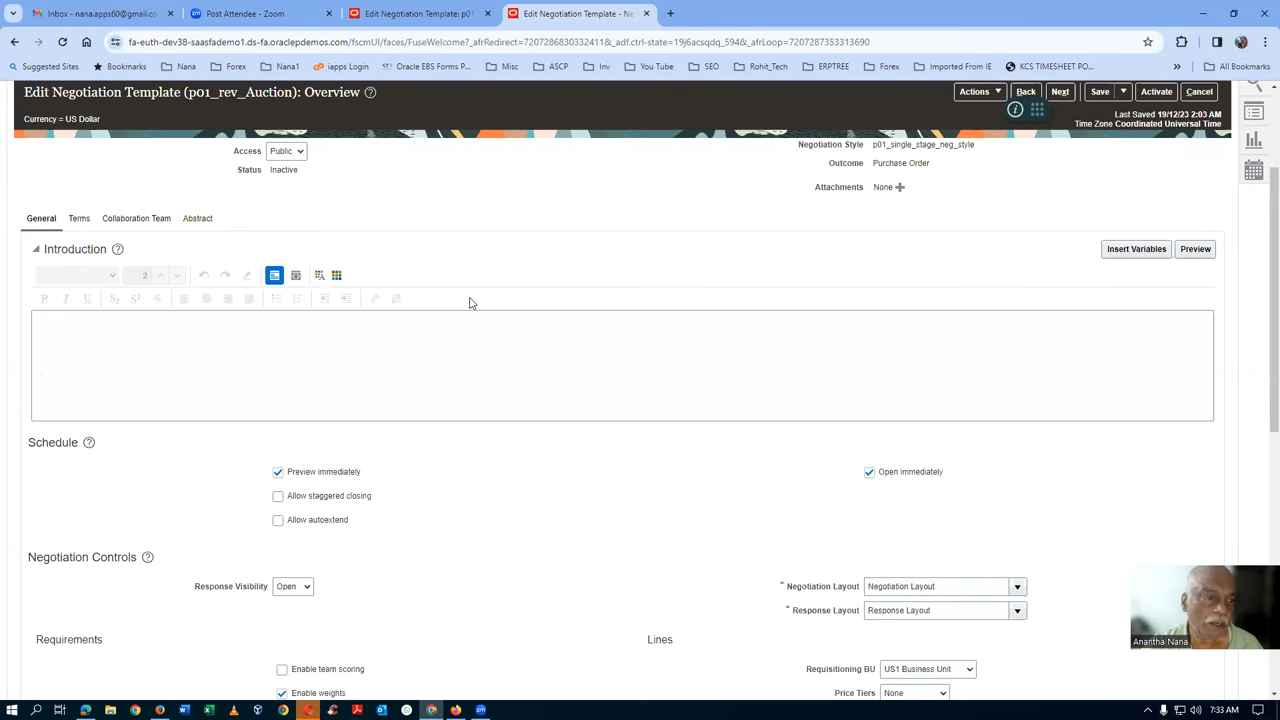 Inbox - nana.apps60@gmail.co
Post Attendee - Zoom
Edit Negotiation Template: p01
Edit Negotiation Template - Ne
fa-euth-dev38-saasfademo1.ds-fa.oraclepdemos.com/fscmUI/faces/FuseWelcome?_afrRedirect=7207286830332411&_adf.ctrl-state=19j6acsqdq_594&_afrLoop=7207287353313690
Suggested Sites
Bookmarks
Nana
Forex
Nana1
iapps Login
Oracle EBS Forms P...
Misc
ASCP
Inv
You Tube
Rohit_Tech
SEO
ERPTREE
Forex
Imported From IE
KCS TIMESHEET PO...
All Bookmarks
Edit Negotiation Template (p01_rev_Auction): Overview
Actions Back Next Save Activate Cancel
Currency = US Dollar
Last Saved 19/12/23 2:03 AM
Time Zone Coordinated Universal Time
Access Public
Negotiation Style p01_single_stage_neg_style
Status Inactive
Outcome Purchase Order
Attachments None
General Terms Collaboration Team Abstract
Introduction
Insert Variables Preview
2
B I U S2 S2 S
Schedule
Preview immediately
Open immediately
Allow staggered closing
Allow autoextend
Negotiation Controls
Response Visibility Open
* Negotiation Layout Negotiation Layout
* Response Layout Response Layout
Requirements
Lines
Enable team scoring
Requisitioning BU US1 Business Unit
Enable weights
Price Tiers None
Anaritha Nana
7:33 AM